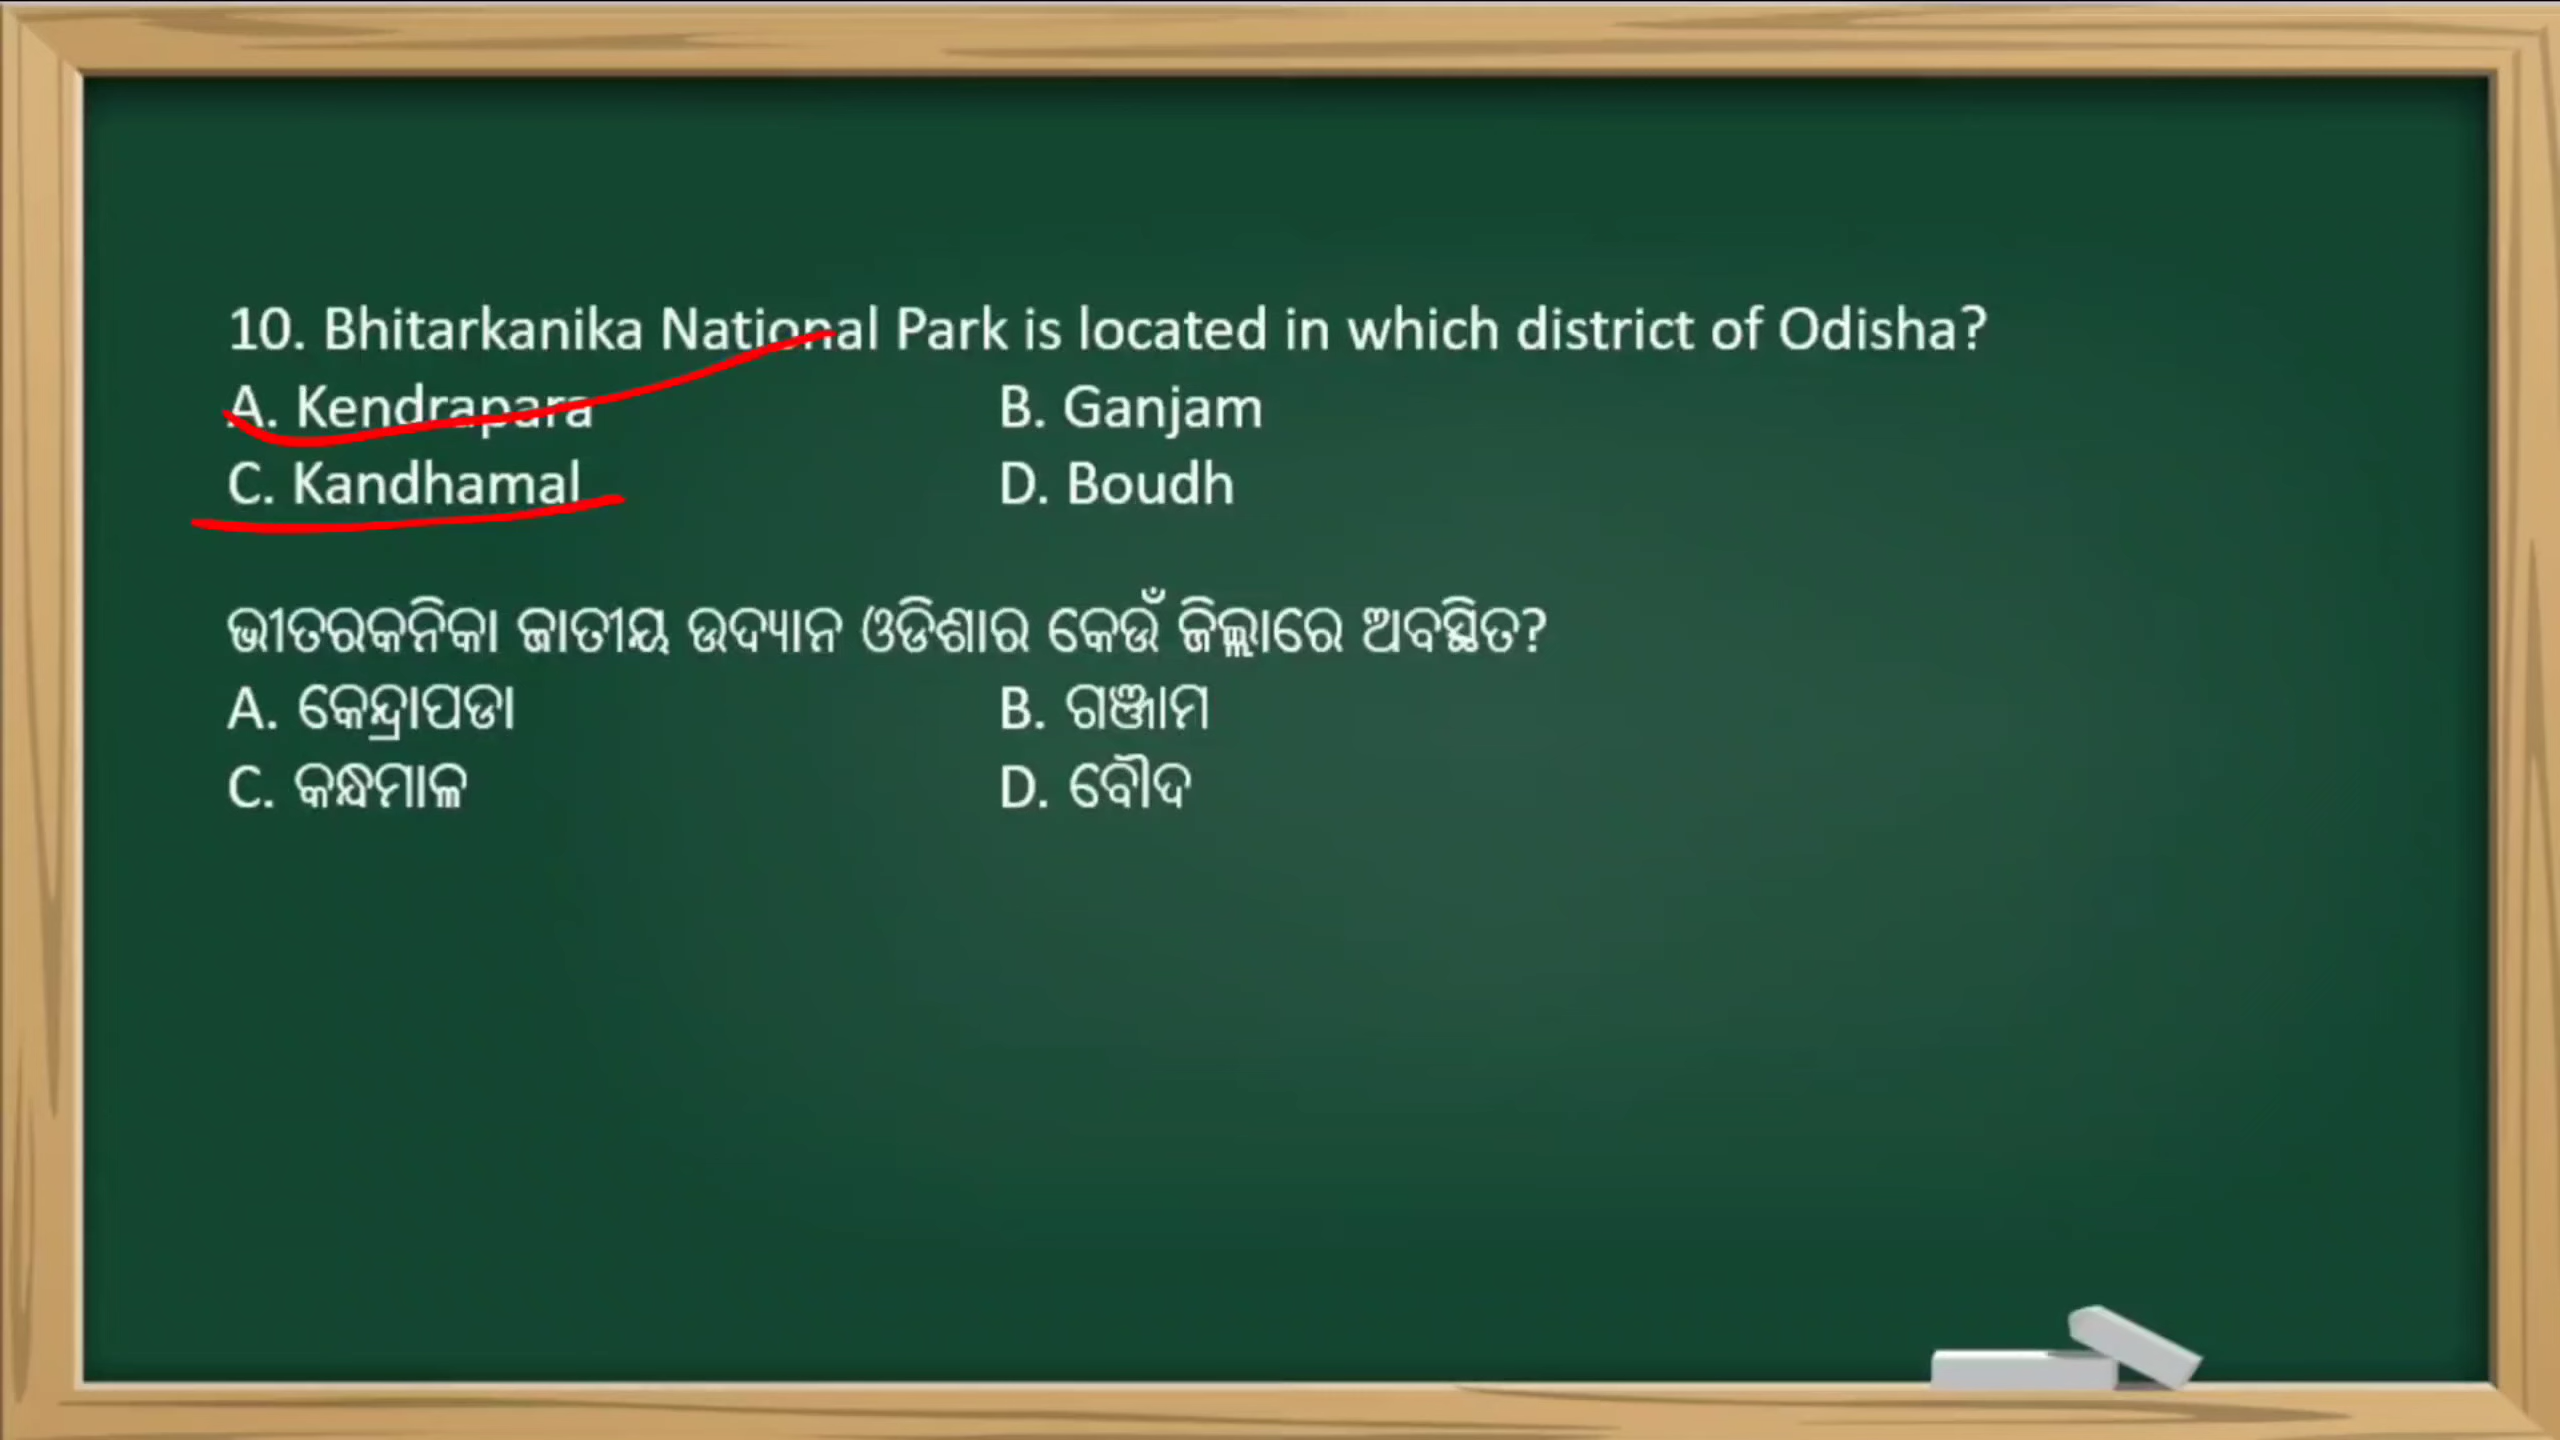 10. Bhitarkanika National Park is located in which district of Odisha?
A. Kendrapara B. Ganjam
C. Kandhamal D. Boudh
ଭୀତରକନିକା ଜାତୀୟ ଉଦ୍ୟାନ ଓଡିଶାର କେଉଁ ଜିଲ୍ଲାରେ ଅବସ୍ଥିତ?
A. କେନ୍ଦ୍ରାପଡା B. ଗଞ୍ଜାମ
C. କନ୍ଧମାଳ D. ବୌଦ